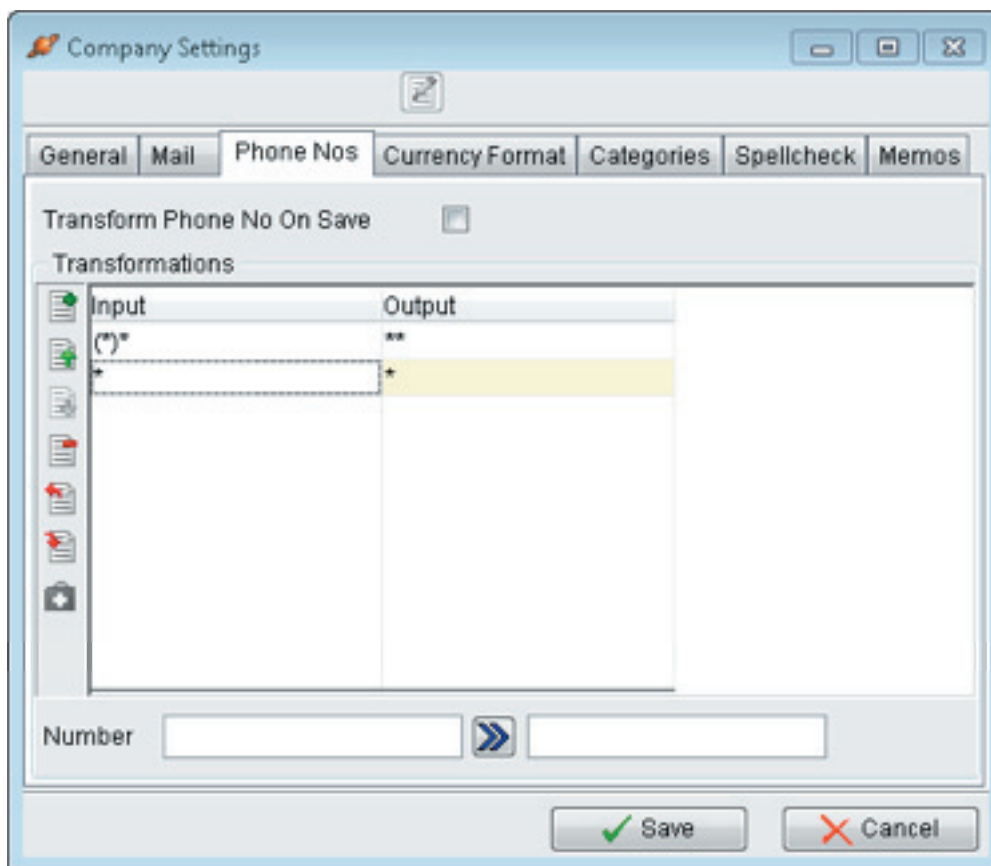 Company Settings
General Mail Phone Nos Currency Format Categories Spellcheck Memos
Transform Phone No On Save
Transformations
Input Output
(*)* **
* *
Number
Save Cancel